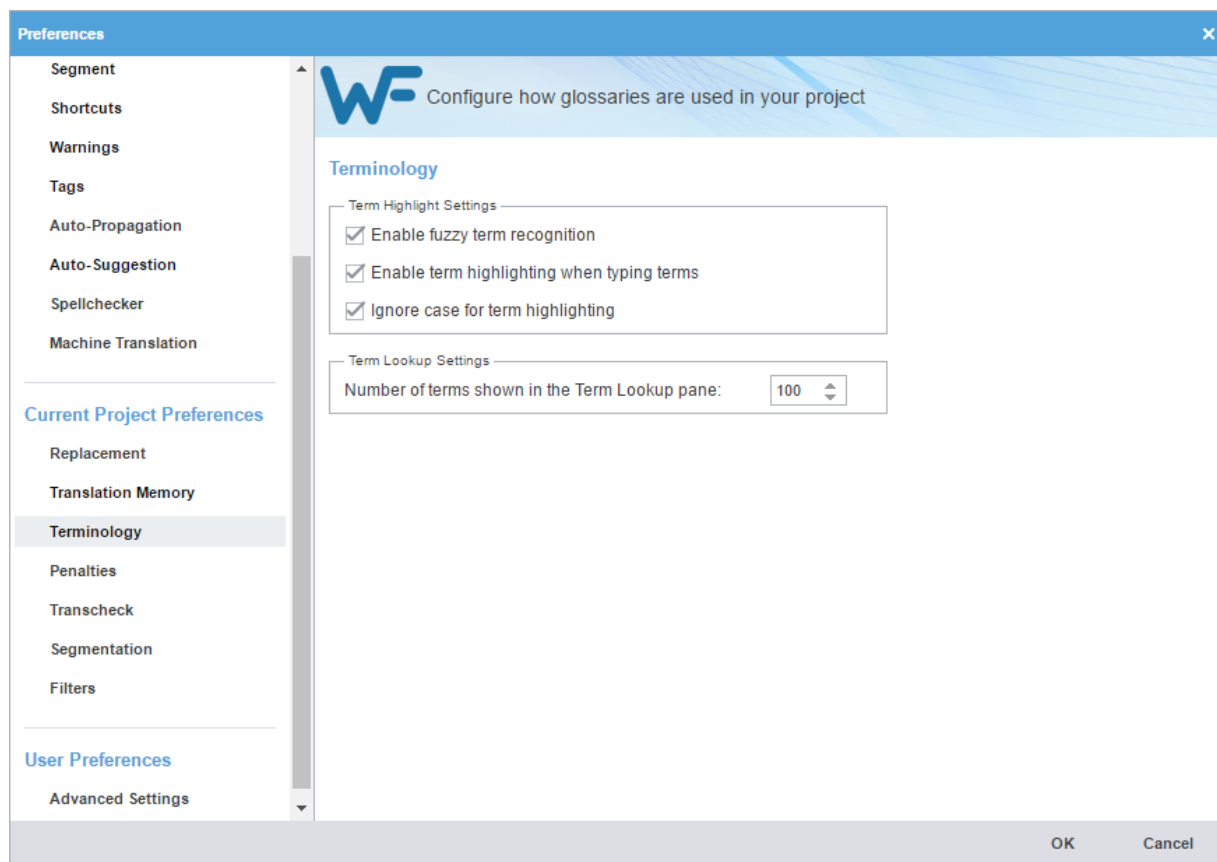 Preferences
Segment
Shortcuts
Warnings
Tags
Auto-Propagation
Auto-Suggestion
Spellchecker
Machine Translation
Current Project Preferences
Replacement
Translation Memory
Terminology
Penalties
Transcheck
Segmentation
Filters
User Preferences
Advanced Settings
WF
Configure how glossaries are used in your project
Terminology
Term Highlight Settings
Enable fuzzy term recognition
Enable term highlighting when typing terms
Ignore case for term highlighting
Term Lookup Settings
Number of terms shown in the Term Lookup pane: 100
OK Cancel